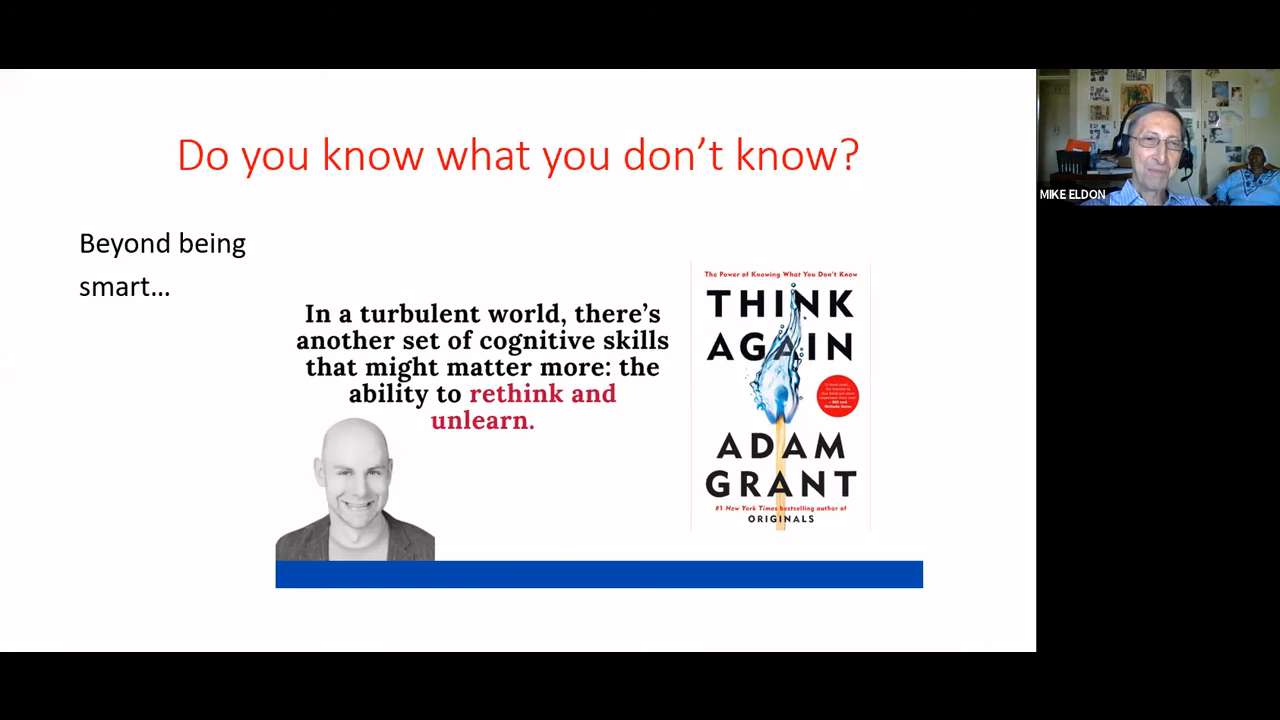 Do you know what you don't know?
MIKE ELDON
Beyond being
smart...
In a turbulent world, there's
another set of cognitive skills
that might matter more: the
ability to rethink and
unlearn.
The Power of Knowing What You Don't Know
THINK
AGAIN
ADAM
GRANT
#1 New York Times bestselling author of
ORIGINALS